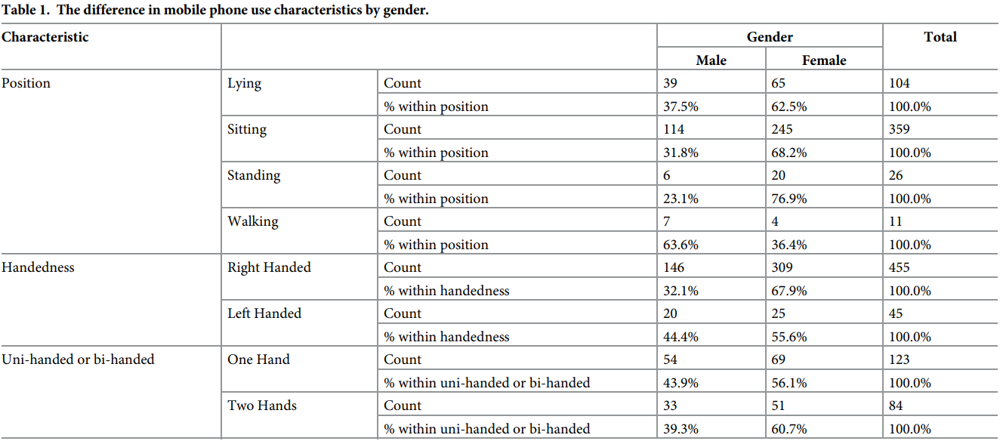 Table 1. The difference in mobile phone use characteristics by gender.
Characteristic Gender Total
Male Female
Position Lying Count 39 65 104
% within position 37.5% 62.5% 100.0%
Sitting Count 114 245 359
% within position 31.8% 68.2% 100.0%
Standing Count 6 20 26
% within position 23.1% 76.9% 100.0%
Walking Count 7 4 11
% within position 63.6% 36.4% 100.0%
Handedness Right Handed Count 146 309 455
% within handedness 32.1% 67.9% 100.0%
Left Handed Count 20 25 45
% within handedness 44.4% 55.6% 100.0%
Uni-handed or bi-handed One Hand Count 54 69 123
% within uni-handed or bi-handed 43.9% 56.1% 100.0%
Two Hands Count 33 51 84
% within uni-handed or bi-handed 39.3% 60.7% 100.0%